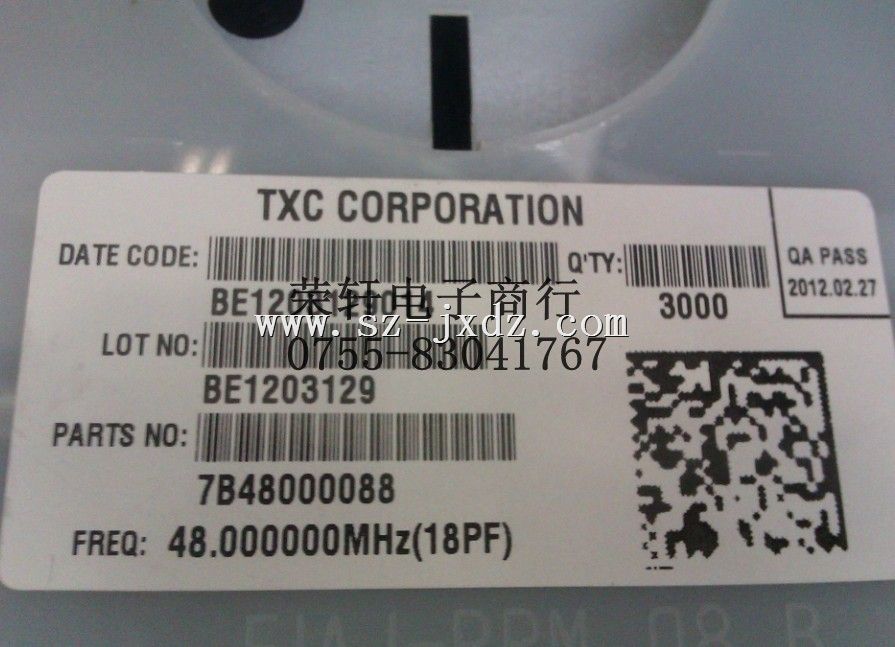 TXC CORPORATION
DATE CODE:
Q'TY:
3000
QA PASS
2012.02.27
荣轩电子商行
www.sz-jxdz.com
0755-83041767
LOT NO:
BE1203129
PARTS NO:
7B48000088
FREQ: 48.000000MHz(18PF)